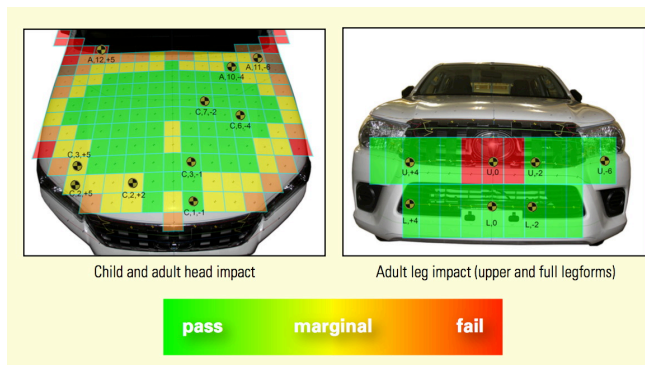 A,12,+5
A,11,-6
A,10,-4
C,7,-2
C,6,-4
C,3,+5
C,3,-1
C,2,+5
C,2,+2
C,1,-1
U,+4
U,0
U,-2
U,-6
L,+4
L,0
L,-2
Child and adult head impact
Adult leg impact (upper and full legforms)
pass marginal fail